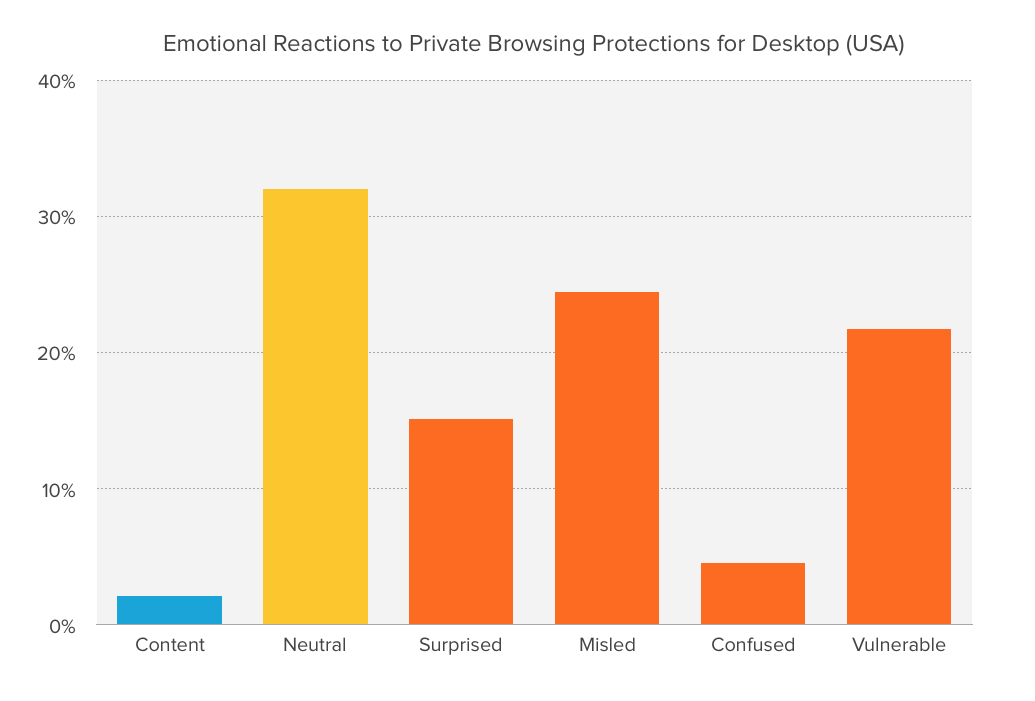 Emotional Reactions to Private Browsing Protections for Desktop (USA)
40%
30%
20%
10%
0%
Content Neutral Surprised Misled Confused Vulnerable